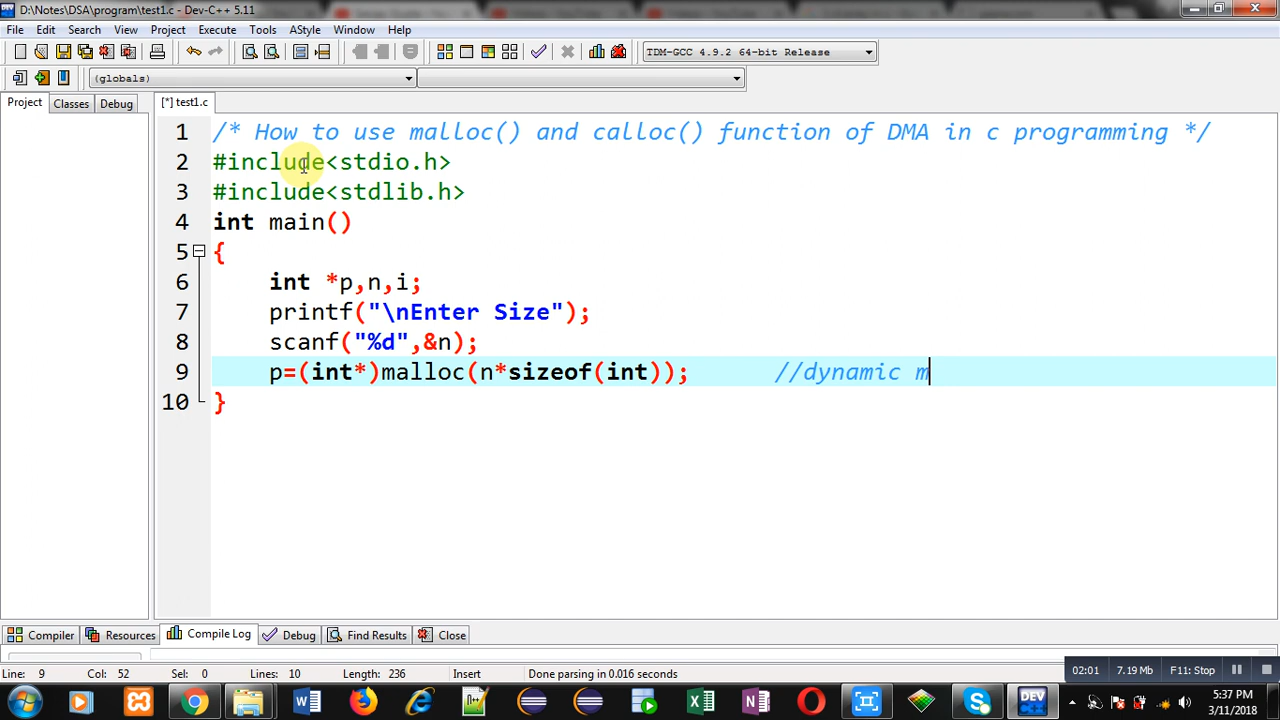 D:\Notes\DSA\program\test1.c - Dev-C++ 5.11
File Edit Search View Project Execute Tools AStyle Window Help
TDM-GCC 4.9.2 64-bit Release
(globals)
Project Classes Debug [*] test1.c
1 /* How to use malloc() and calloc() function of DMA in c programming */
2 #include<stdio.h>
3 #include<stdlib.h>
4 int main()
5 {
6 int *p,n,i;
7 printf("\nEnter Size");
8 scanf("%d",&n);
9 p=(int*)malloc(n*sizeof(int)); //dynamic m
10 }
Compiler Resources Compile Log Debug Find Results Close
Line: 9 Col: 52 Sel: 0 Lines: 10 Length: 236 Insert Done parsing in 0.016 seconds
02:01 7.19 Mb F11: Stop
DEV
5:37 PM
3/11/2018